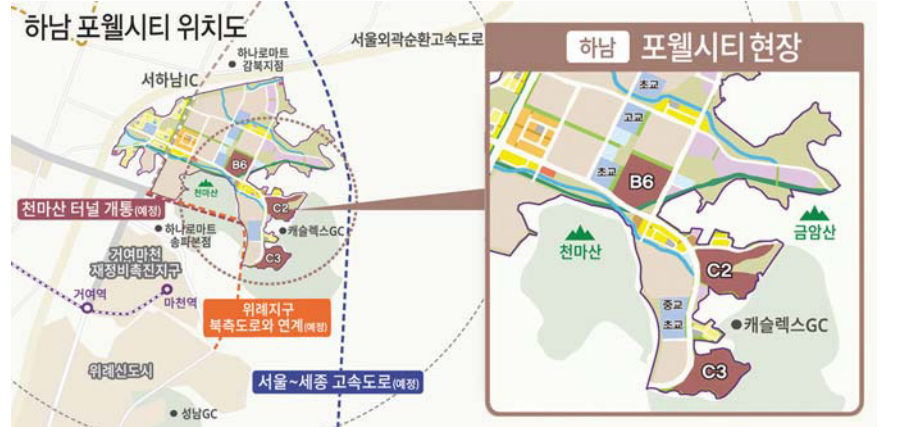 하남 포웰시티 위치도
서울외곽순환고속도로
하나로마트
감북지점
서하남IC
B6
천마산
천마산 터널 개통(예정)
C2
하나로마트
송파본점
캐슬렉스GC
C3
거여마천
재정비촉진지구
거여역
마천역
위례지구
북측도로와 연계(예정)
위례신도시
서울~세종 고속도로(예정)
성남GC
하남 포웰시티 현장
초교
고교
초교
B6
천마산
금암산
C2
중교
초교
캐슬렉스GC
C3